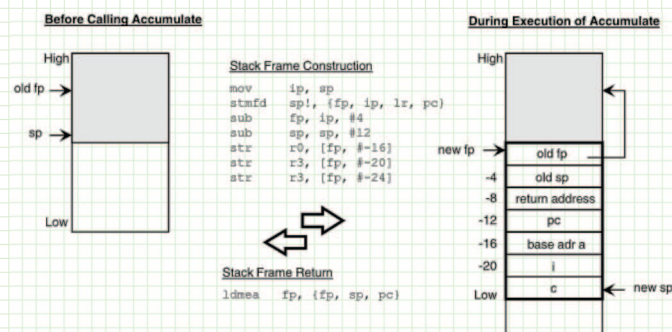 Before Calling Accumulate
High
old fp
sp
Low
Stack Frame Construction
mov ip, sp
stmfd sp!, {fp, ip, lr, pc}
sub fp, ip, #4
sub sp, sp, #12
str r0, [fp, #-16]
str r3, [fp, #-20]
str r3, [fp, #-24]
Stack Frame Return
ldmea fp, {fp, sp, pc}
During Execution of Accumulate
High
new fp
old fp
-4 old sp
-8 return address
-12 pc
-16 base adr a
-20 i
Low c new sp